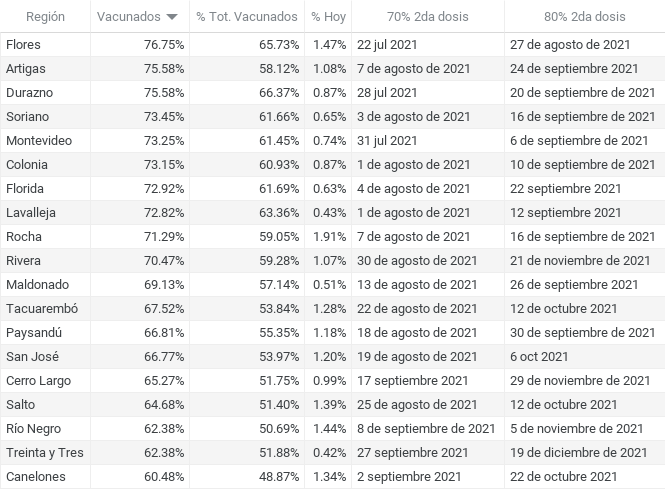 Región Vacunados % Tot. Vacunados % Hoy 70% 2da dosis 80% 2da dosis
Flores 76.75% 65.73% 1.47% 22 jul 2021 27 de agosto de 2021
Artigas 75.58% 58.12% 1.08% 7 de agosto de 2021 24 de septiembre de 2021
Durazno 75.58% 66.37% 0.87% 28 jul 2021 20 de septiembre de 2021
Soriano 73.45% 61.66% 0.65% 3 de agosto de 2021 16 de septiembre de 2021
Montevideo 73.25% 61.45% 0.74% 31 jul 2021 6 de septiembre de 2021
Colonia 73.15% 60.93% 0.87% 1 de agosto de 2021 10 de septiembre de 2021
Florida 72.92% 61.69% 0.63% 4 de agosto de 2021 22 septiembre 2021
Lavalleja 72.82% 63.36% 0.43% 1 de agosto de 2021 12 septiembre 2021
Rocha 71.29% 59.05% 1.91% 7 de agosto de 2021 16 de septiembre de 2021
Rivera 70.47% 59.28% 1.07% 30 de agosto de 2021 21 de noviembre de 2021
Maldonado 69.13% 57.14% 0.51% 13 de agosto de 2021 26 de septiembre de 2021
Tacuarembó 67.52% 53.84% 1.28% 22 de agosto de 2021 12 de octubre 2021
Paysandú 66.81% 55.35% 1.18% 18 de agosto de 2021 30 de septiembre de 2021
San José 66.77% 53.97% 1.20% 19 de agosto de 2021 6 oct 2021
Cerro Largo 65.27% 51.75% 0.99% 17 septiembre 2021 29 de noviembre de 2021
Salto 64.68% 51.40% 1.39% 25 de agosto de 2021 12 de octubre 2021
Río Negro 62.38% 50.69% 1.44% 8 de septiembre de 2021 5 de noviembre de 2021
Treinta y Tres 62.38% 51.88% 0.42% 27 septiembre 2021 19 de diciembre de 2021
Canelones 60.48% 48.87% 1.34% 2 septiembre 2021 22 de octubre de 2021